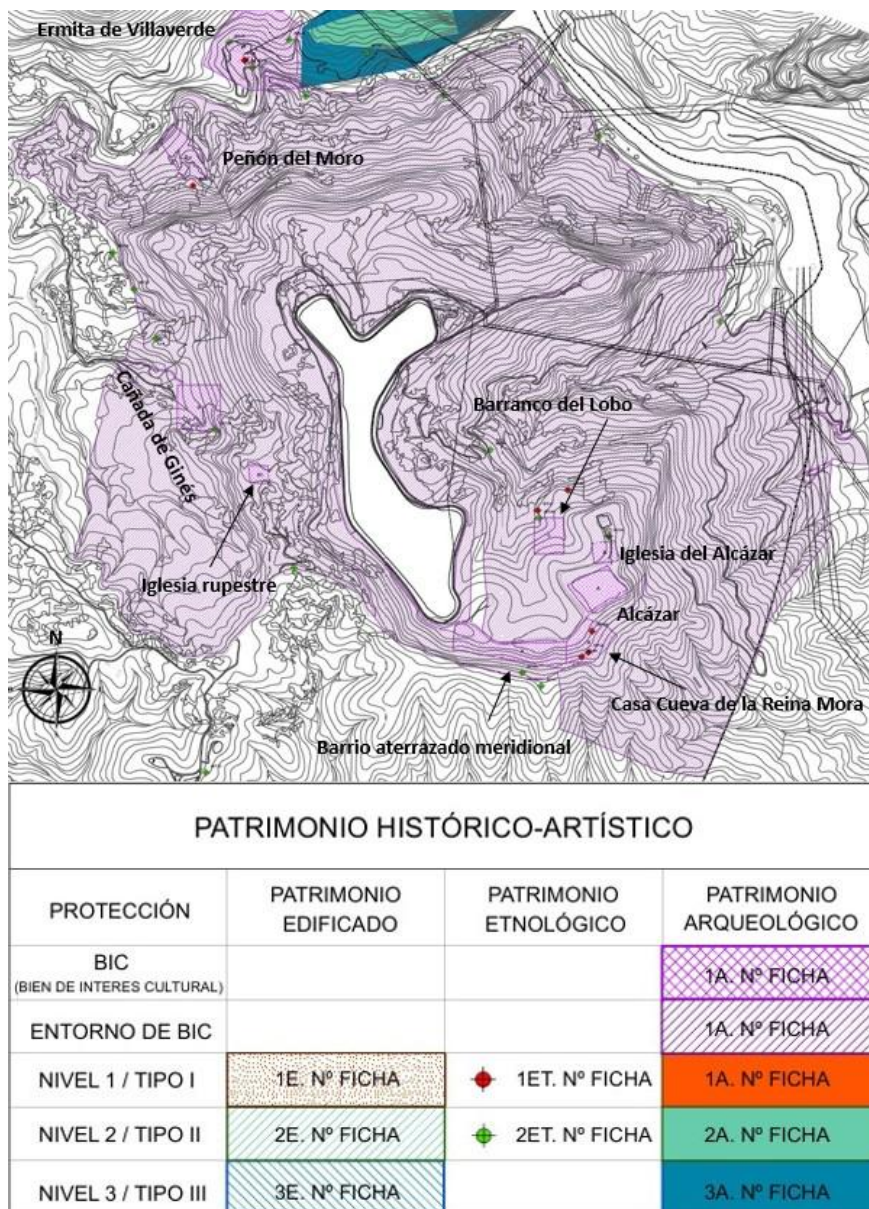 Ermita de Villaverde
Peñón del Moro
Cañada de Ginés
Barranco del Lobo
Iglesia rupestre
Iglesia del Alcázar
N
Alcázar
Casa Cueva de la Reina Mora
Barrio aterrazado meridional
PATRIMONIO HISTÓRICO-ARTÍSTICO
PROTECCIÓN
PATRIMONIO
EDIFICADO
PATRIMONIO
ETNOLÓGICO
PATRIMONIO
ARQUEOLÓGICO
BIC
(BIEN DE INTERES CULTURAL)
1A. Nº FICHA
ENTORNO DE BIC
1A. Nº FICHA
NIVEL 1 / TIPO I
1E. Nº FICHA
1ET. Nº FICHA
1A. Nº FICHA
NIVEL 2 / TIPO II
2E. Nº FICHA
2ET. Nº FICHA
2A. Nº FICHA
NIVEL 3 / TIPO III
3E. Nº FICHA
3A. Nº FICHA